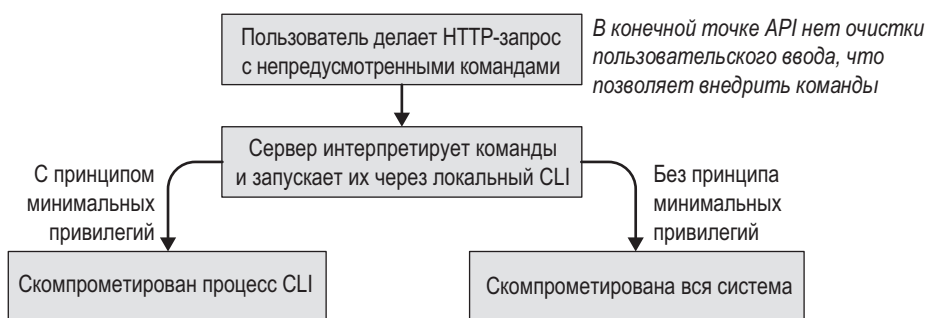 Пользователь делает HTTP-запрос
с непредусмотренными командами
В конечной точке API нет очистки
пользовательского ввода, что
позволяет внедрить команды
Сервер интерпретирует команды
и запускает их через локальный CLI
С принципом
минимальных
привилегий
Без принципа
минимальных
привилегий
Скомпрометирован процесс CLI
Скомпрометирована вся система